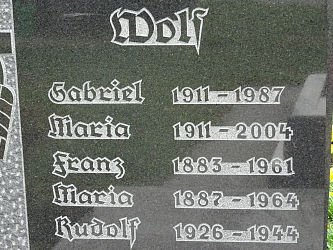 Wolf
Gabriel 1911 - 1987
Maria 1911 - 2004
Franz 1883 - 1961
Maria 1887 - 1964
Rudolf 1926 - 1944